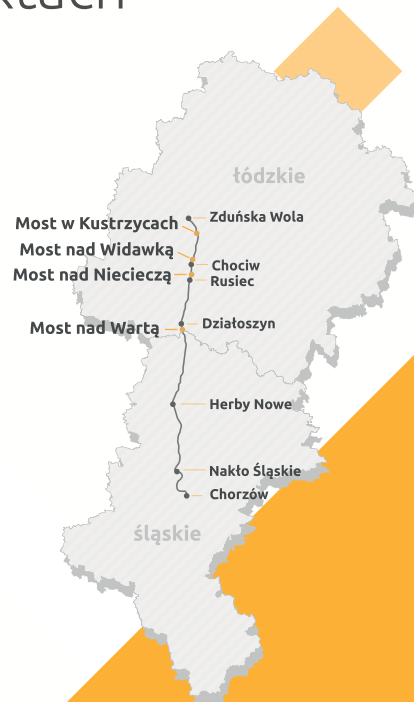 łódzkie
Zduńska Wola
Most w Kustrzycach
Most nad Widawką
Chociw
Most nad Niecieczą
Rusiec
Most nad Wartą
Działoszyn
Herby Nowe
Nakło Śląskie
Chorzów
śląskie